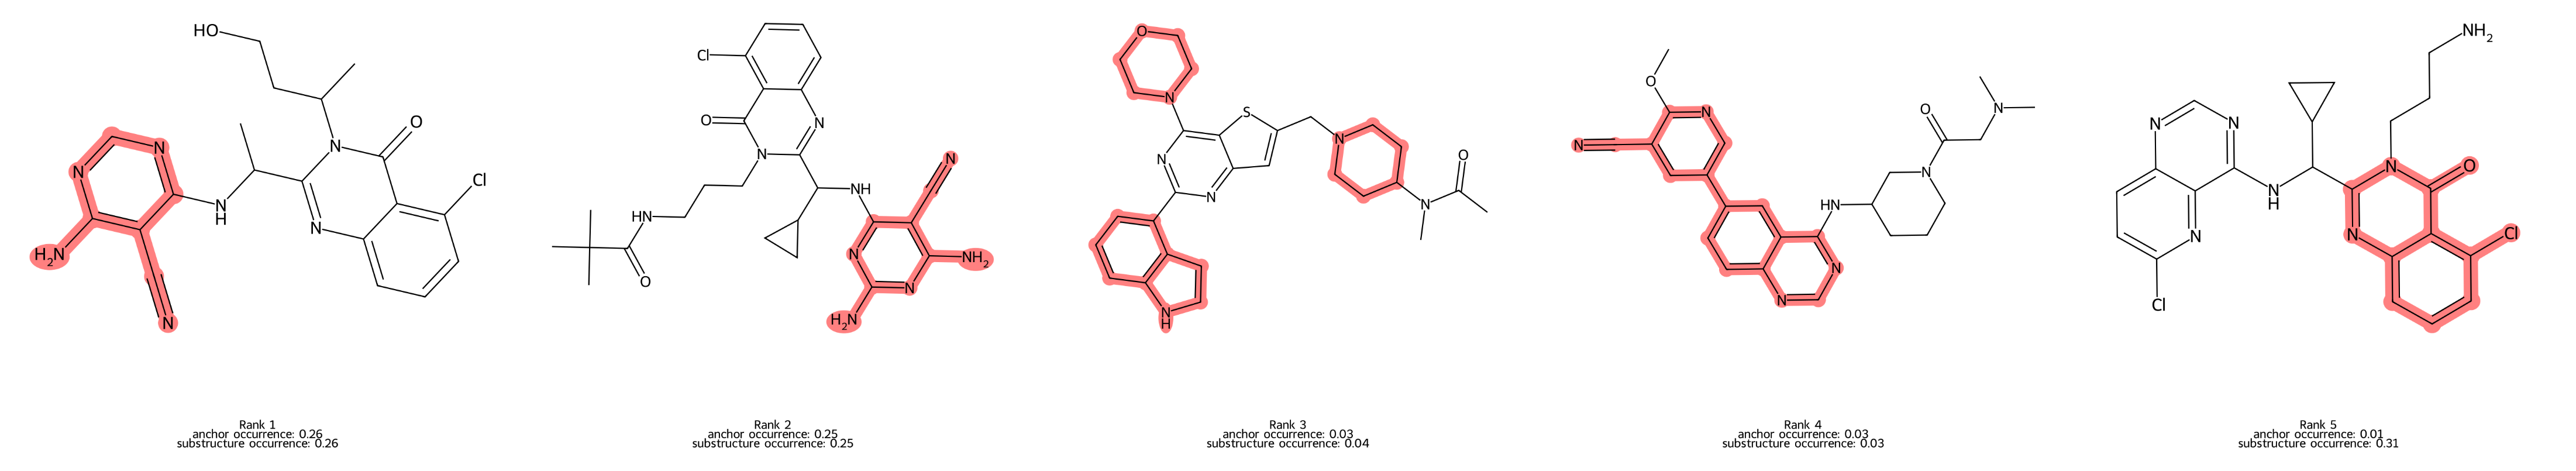 HO
N
N
N
H
H2N
N
N
N
O
Cl
Cl
O
N
N
HN
O
NH
N
N
N
NH2
H2N
O
N
S
N
N
N
N
O
N
H
O
N
N
HN
N
N
O
N
N
N
N
N
Cl
N
H
NH2
N
O
N
Cl
Rank 1
anchor occurrence: 0.26
substructure occurrence: 0.26
Rank 2
anchor occurrence: 0.25
substructure occurrence: 0.25
Rank 3
anchor occurrence: 0.03
substructure occurrence: 0.04
Rank 4
anchor occurrence: 0.03
substructure occurrence: 0.03
Rank 5
anchor occurrence: 0.01
substructure occurrence: 0.31